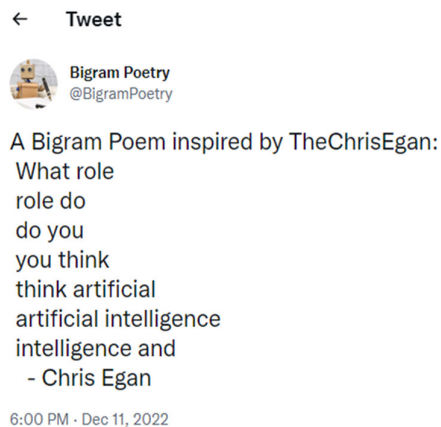 Tweet
Bigram Poetry
@BigramPoetry
A Bigram Poem inspired by TheChrisEgan:
What role
role do
do you
you think
think artificial
artificial intelligence
intelligence and
- Chris Egan
6:00 PM · Dec 11, 2022